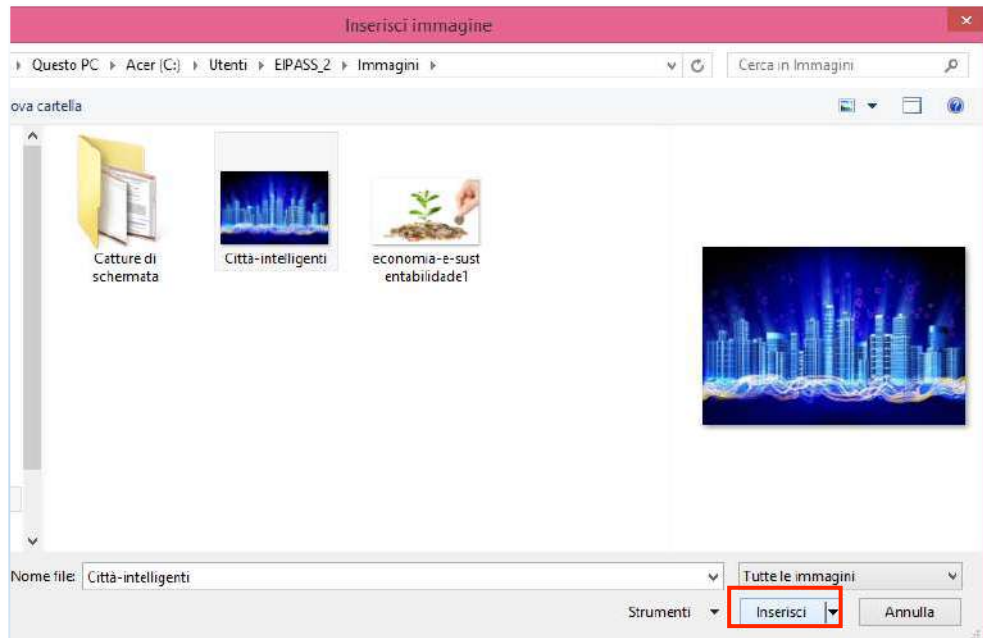 Inserisci immagine
Questo PC Acer (C:) Utenti EIPASS_2 Immagini
Cerca in Immagini
ova cartella
Catture di
schermata
Città-intelligenti
economia-e-sust
entabilidade1
Nome file: Città-intelligenti
Tutte le immagini
Strumenti Inserisci Annulla